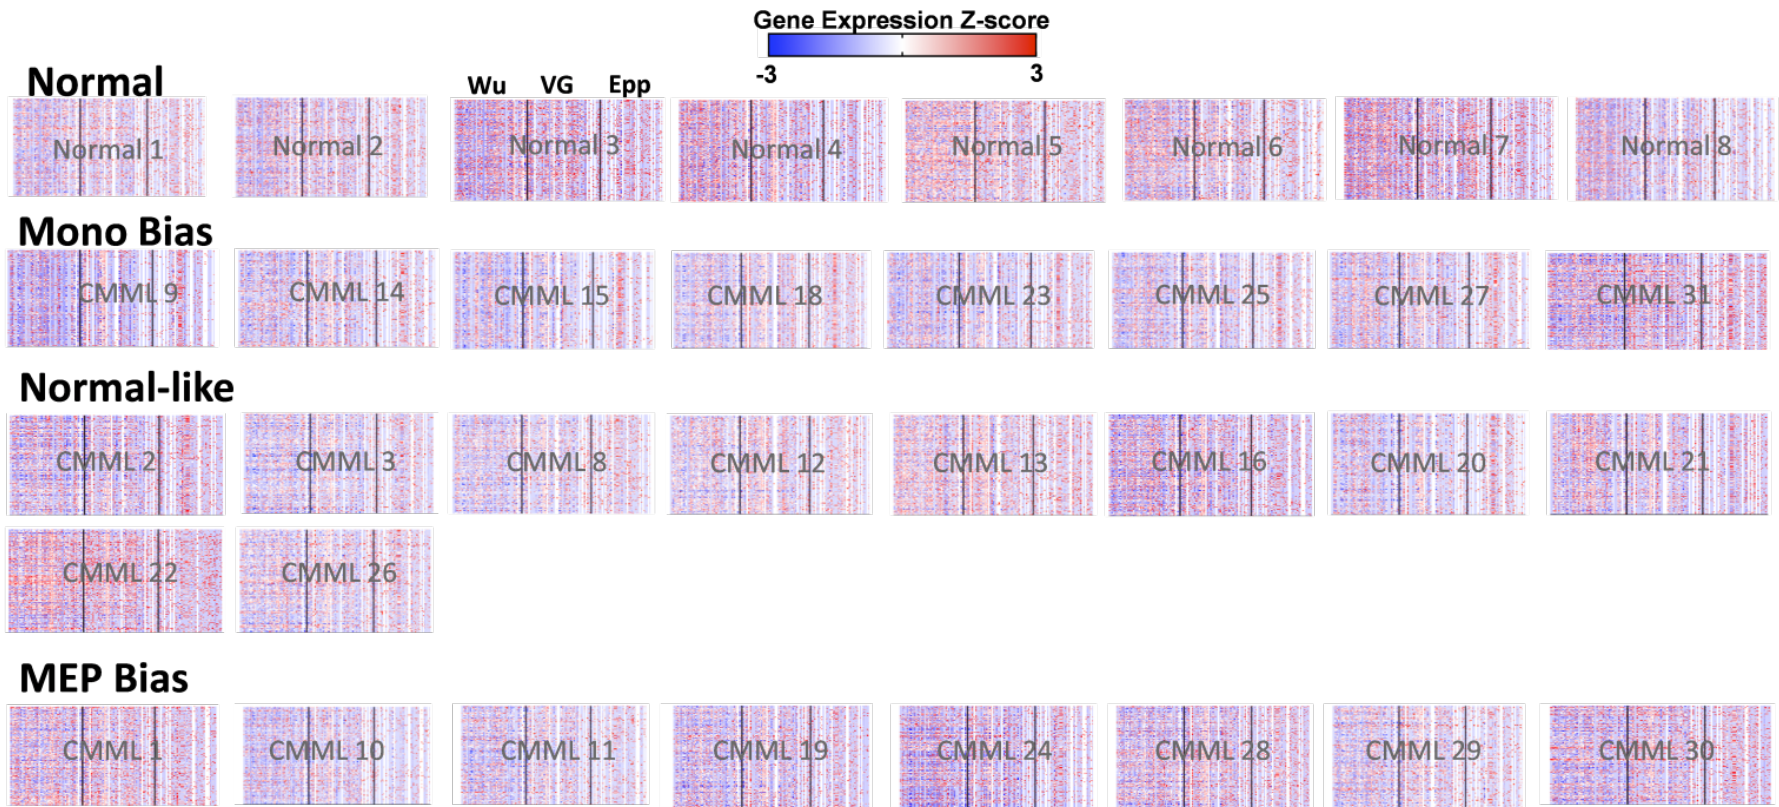 Gene Expression Z-score
-3 3
Normal
Wu VG Epp
Normal 1 Normal 2 Normal 3 Normal 4 Normal 5 Normal 6 Normal 7 Normal 8
Mono Bias
CMML 9 CMML 14 CMML 15 CMML 18 CMML 23 CMML 25 CMML 27 CMML 31
Normal-like
CMML 2 CMML 3 CMML 8 CMML 12 CMML 13 CMML 16 CMML 20 CMML 21
CMML 22 CMML 26
MEP Bias
CMML 1 CMML 10 CMML 11 CMML 19 CMML 24 CMML 28 CMML 29 CMML 30